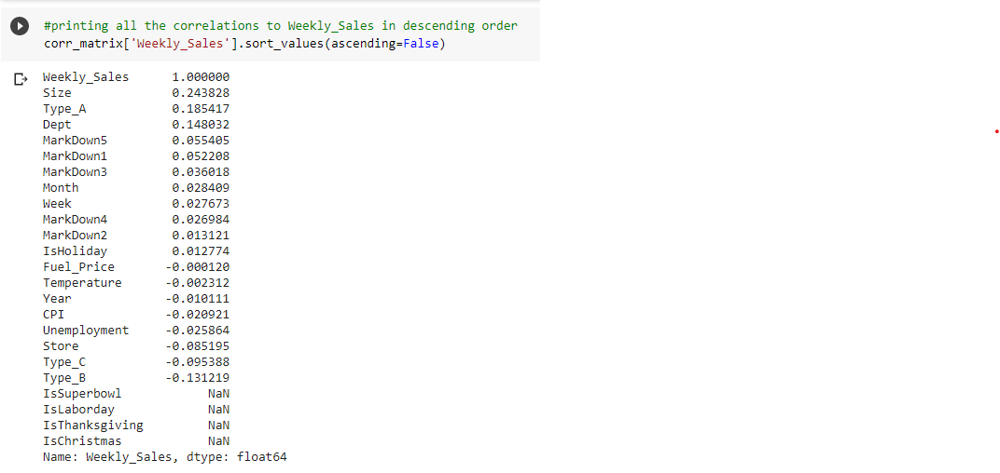 #printing all the correlations to Weekly_Sales in descending order
corr_matrix['Weekly_Sales'].sort_values(ascending=False)
Weekly_Sales 1.000000
Size 0.243828
Type_A 0.185417
Dept 0.148032
MarkDown5 0.055405
MarkDown1 0.052208
MarkDown3 0.036018
Month 0.028409
Week 0.027673
MarkDown4 0.026984
MarkDown2 0.013121
IsHoliday 0.012774
Fuel_Price -0.000120
Temperature -0.002312
Year -0.010111
CPI -0.020921
Unemployment -0.025864
Store -0.085195
Type_C -0.095388
Type_B -0.131219
IsSuperbowl NaN
IsLaborday NaN
IsThanksgiving NaN
IsChristmas NaN
Name: Weekly_Sales, dtype: float64